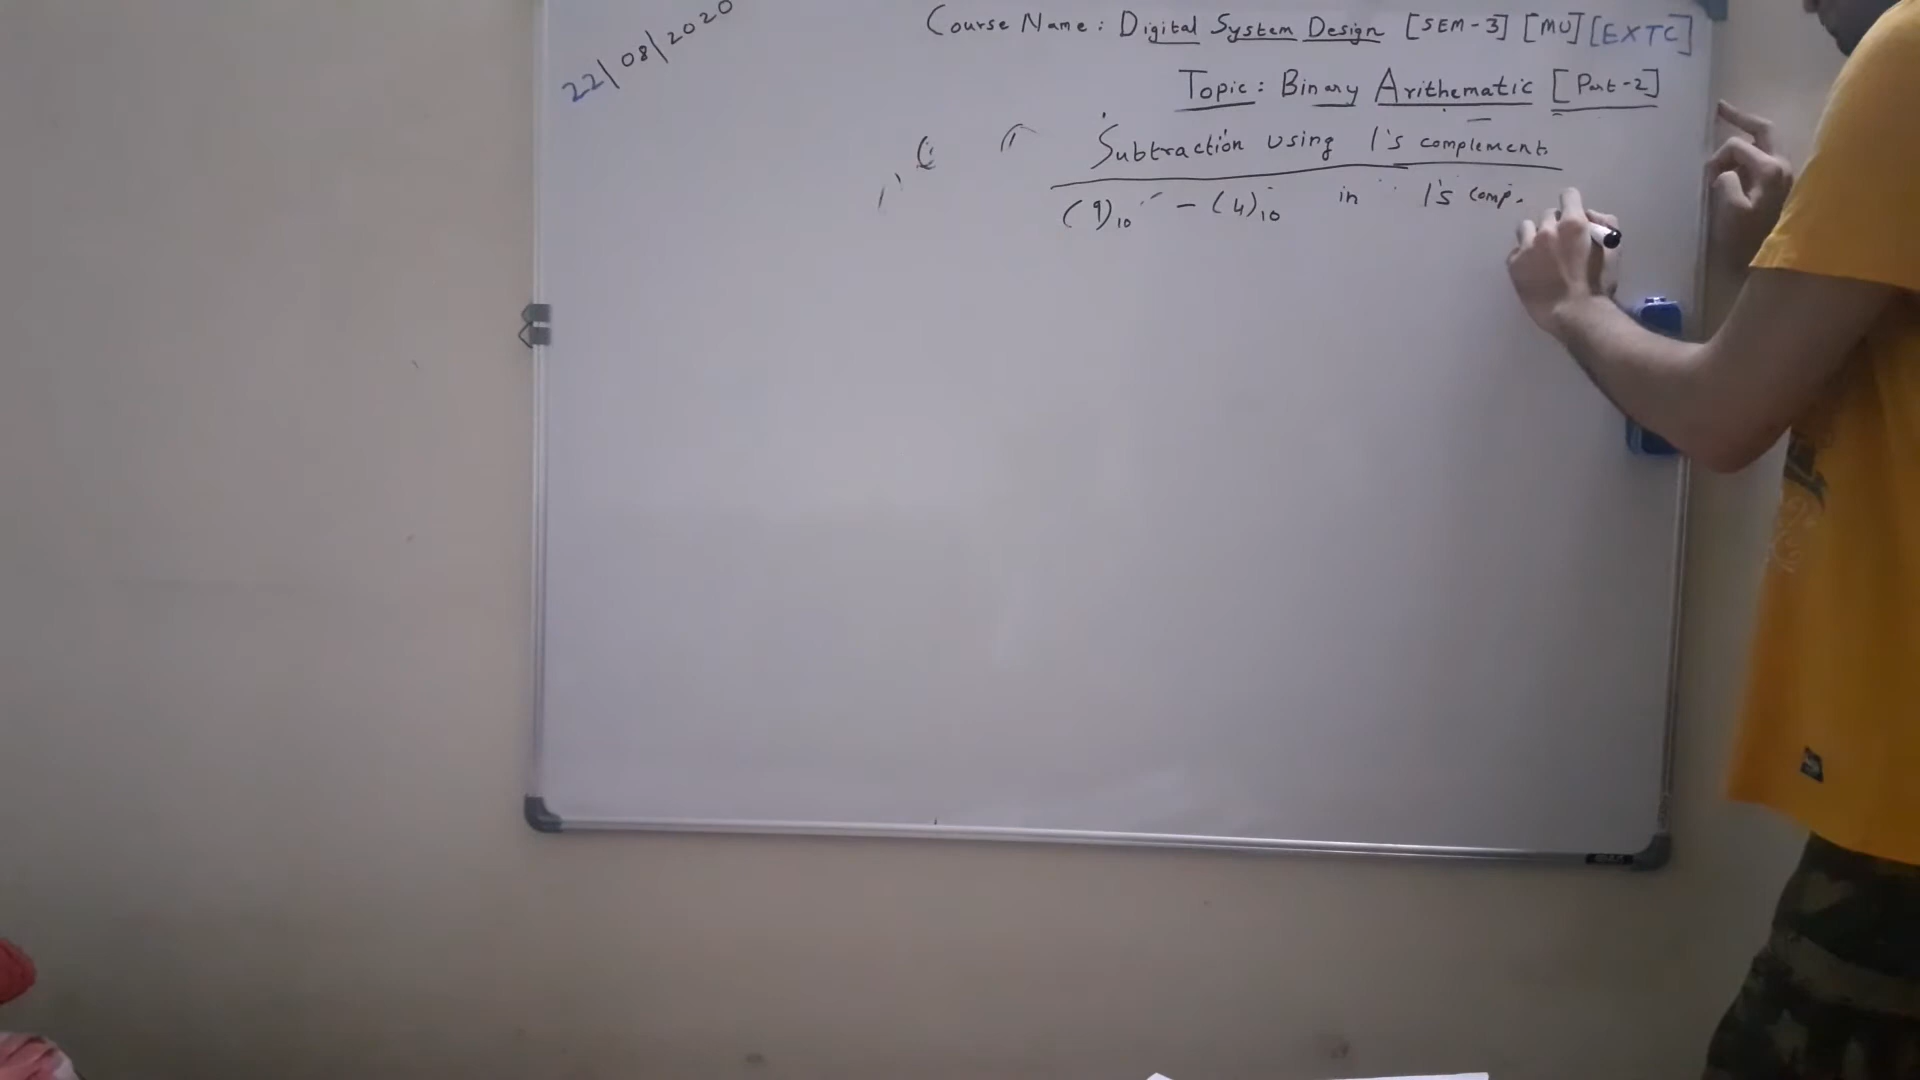 22/08/2020
Course Name : Digital System Design [SEM-3] [MU] [EXTC]
Topic : Binary Arithematic [Part-2]
Subtraction using 1's complement.
(9)₁₀ - (4)₁₀ in 1's comp.